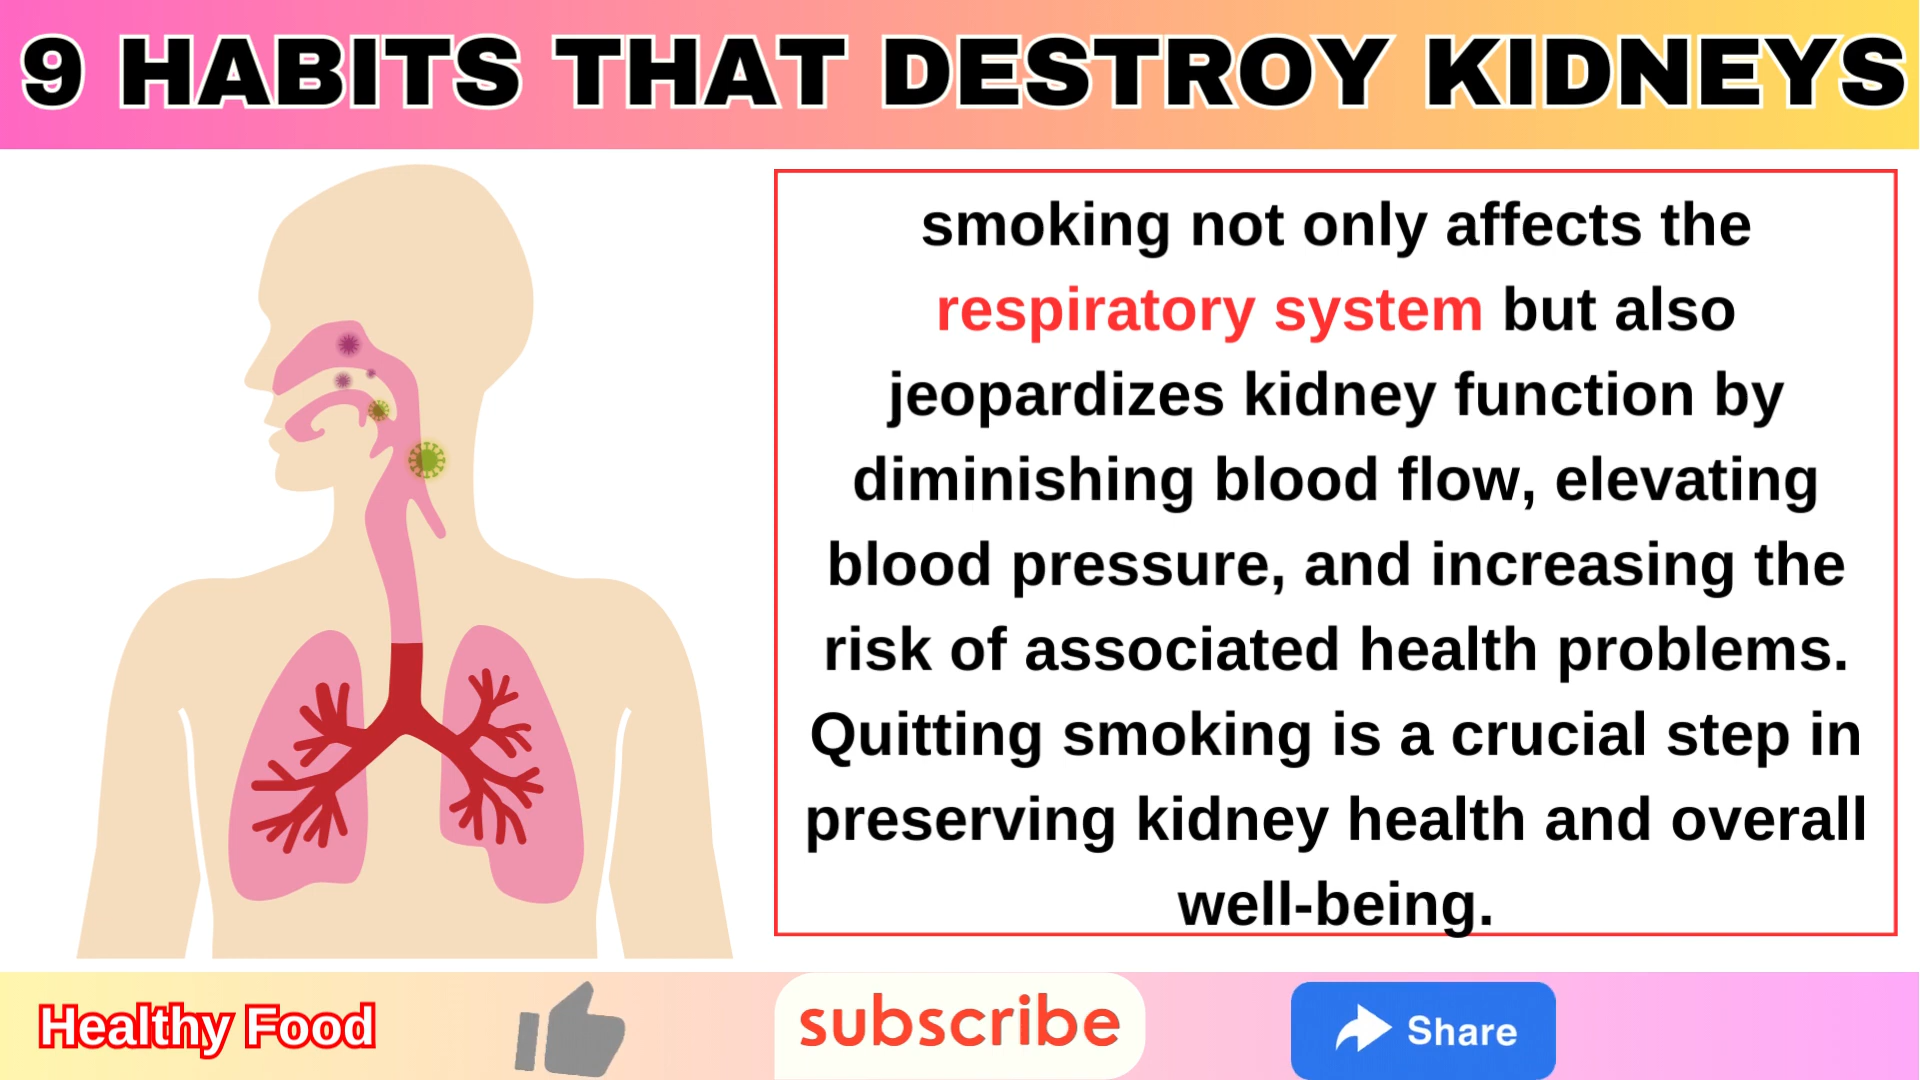 9 HABITS THAT DESTROY KIDNEYS
smoking not only affects the
respiratory system but also
jeopardizes kidney function by
diminishing blood flow, elevating
blood pressure, and increasing the
risk of associated health problems.
Quitting smoking is a crucial step in
preserving kidney health and overall
well-being.
Healthy Food
subscribe
Share